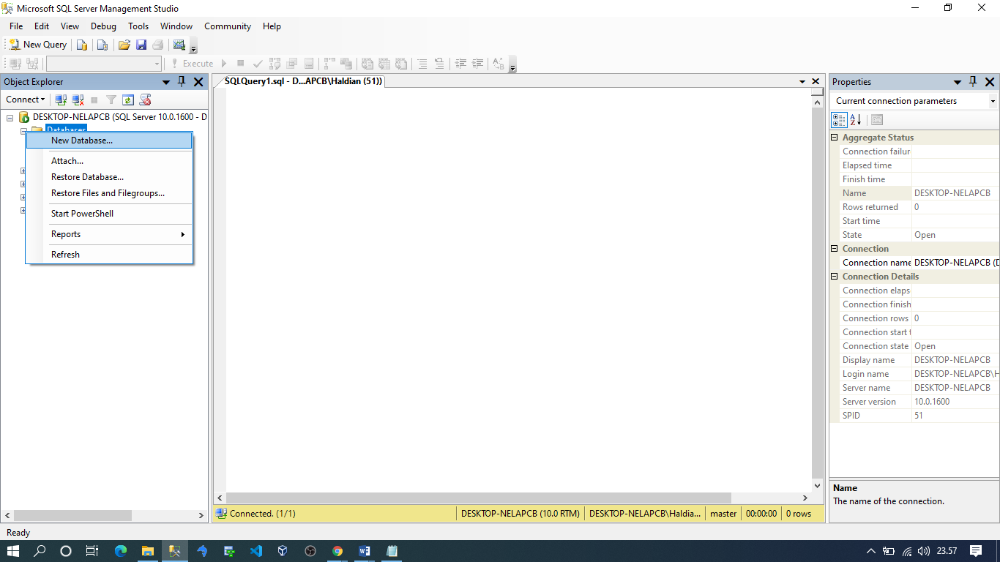 Microsoft SQL Server Management Studio
File Edit View Debug Tools Window Community Help
New Query
Execute
Object Explorer
Connect
DESKTOP-NELAPCB (SQL Server 10.0.1600 - D
Databases
New Database...
Attach...
Restore Database...
Restore Files and Filegroups...
Start PowerShell
Reports
Refresh
SQLQuery1.sql - D...APCB\Haldian (51))
Connected. (1/1)
DESKTOP-NELAPCB (10.0 RTM)
DESKTOP-NELAPCB\Haldia...
master
00:00:00
0 rows
Properties
Current connection parameters
Aggregate Status
Connection failur
Elapsed time
Finish time
Name DESKTOP-NELAPCB
Rows returned 0
Start time
State Open
Connection
Connection name DESKTOP-NELAPCB (D
Connection Details
Connection elaps
Connection finish
Connection rows 0
Connection start t
Connection state Open
Display name DESKTOP-NELAPCB
Login name DESKTOP-NELAPCB\H
Server name DESKTOP-NELAPCB
Server version 10.0.1600
SPID 51
Name
The name of the connection.
Ready
23.57